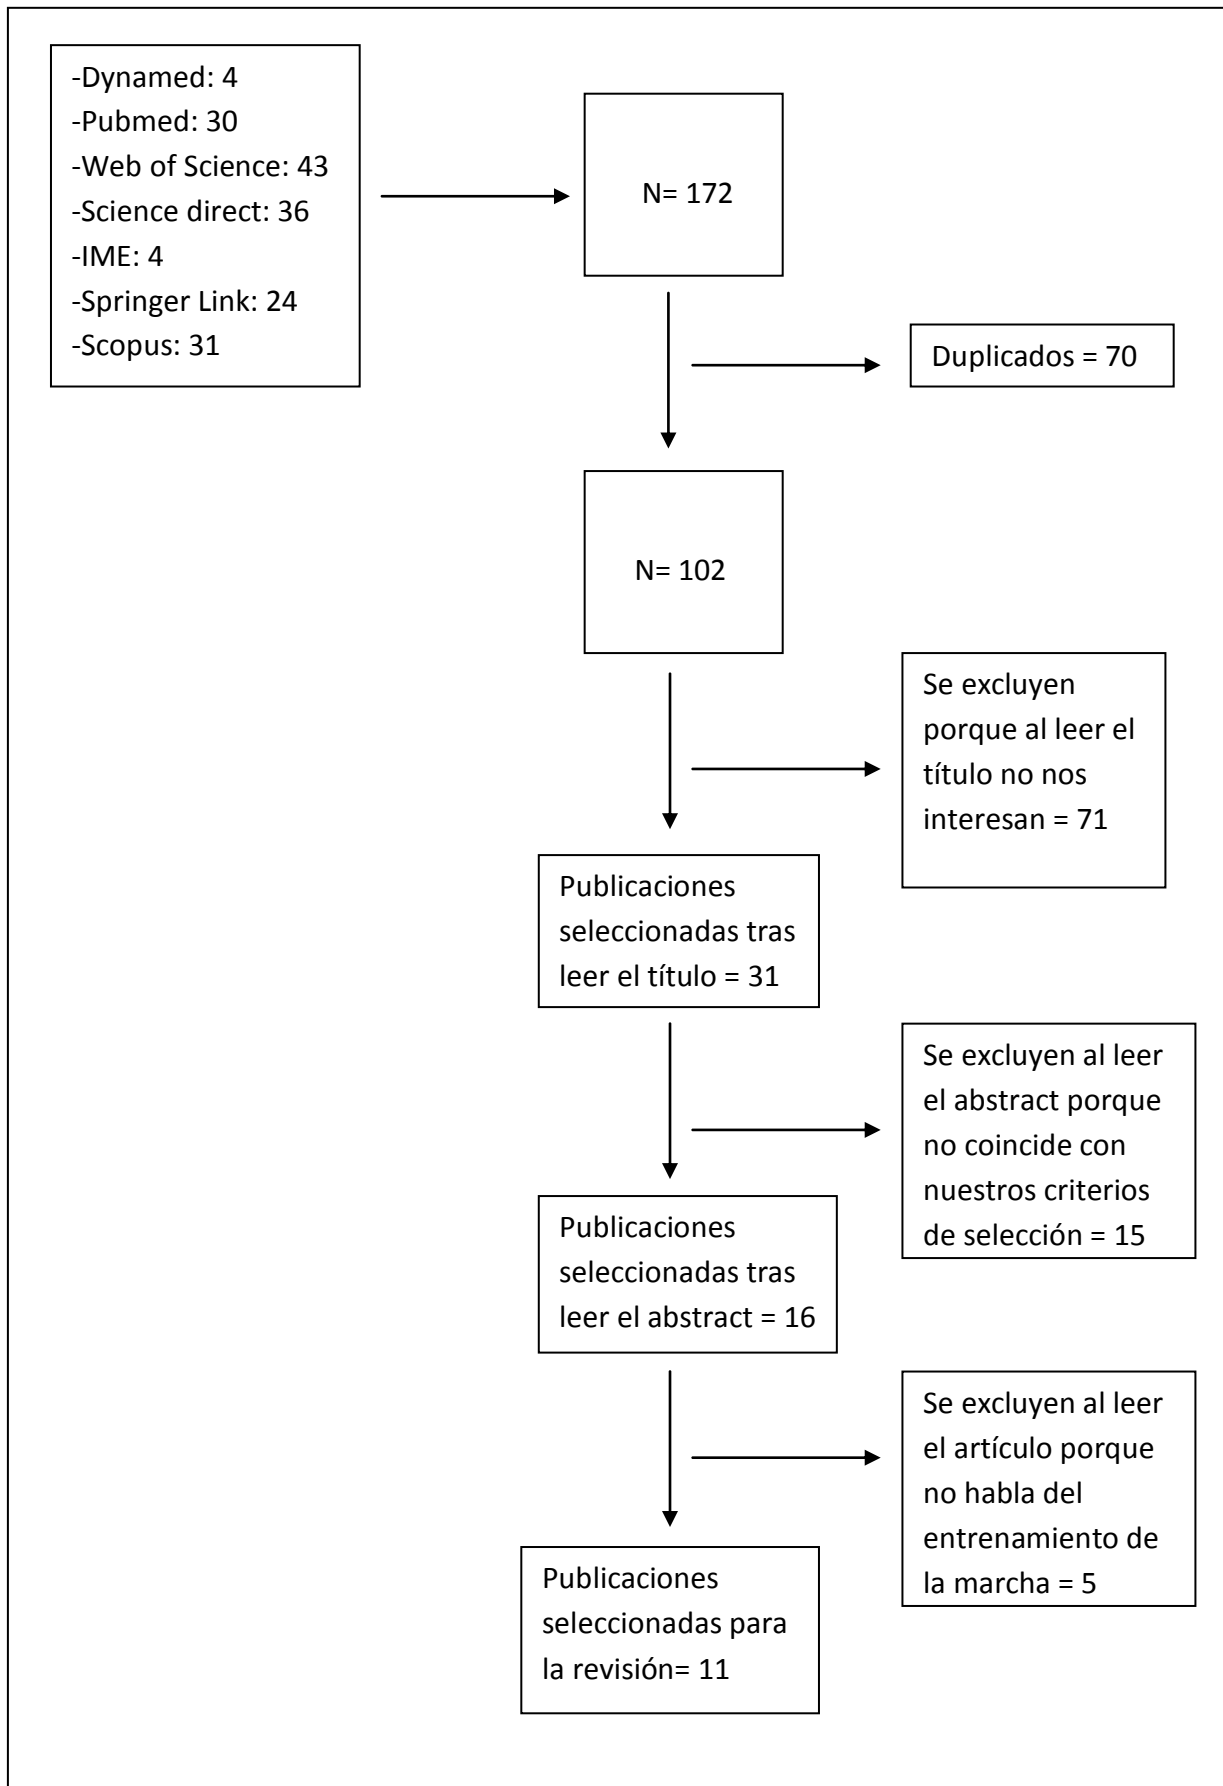 -Dynamed: 4
-Pubmed: 30
-Web of Science: 43
-Science direct: 36
-IME: 4
-Springer Link: 24
-Scopus: 31
N= 172
Duplicados = 70
N= 102
Se excluyen
porque al leer el
título no nos
interesan = 71
Publicaciones
seleccionadas tras
leer el título = 31
Se excluyen al leer
el abstract porque
no coincide con
nuestros criterios
de selección = 15
Publicaciones
seleccionadas tras
leer el abstract = 16
Se excluyen al leer
el artículo porque
no habla del
entrenamiento de
la marcha = 5
Publicaciones
seleccionadas para
la revisión= 11